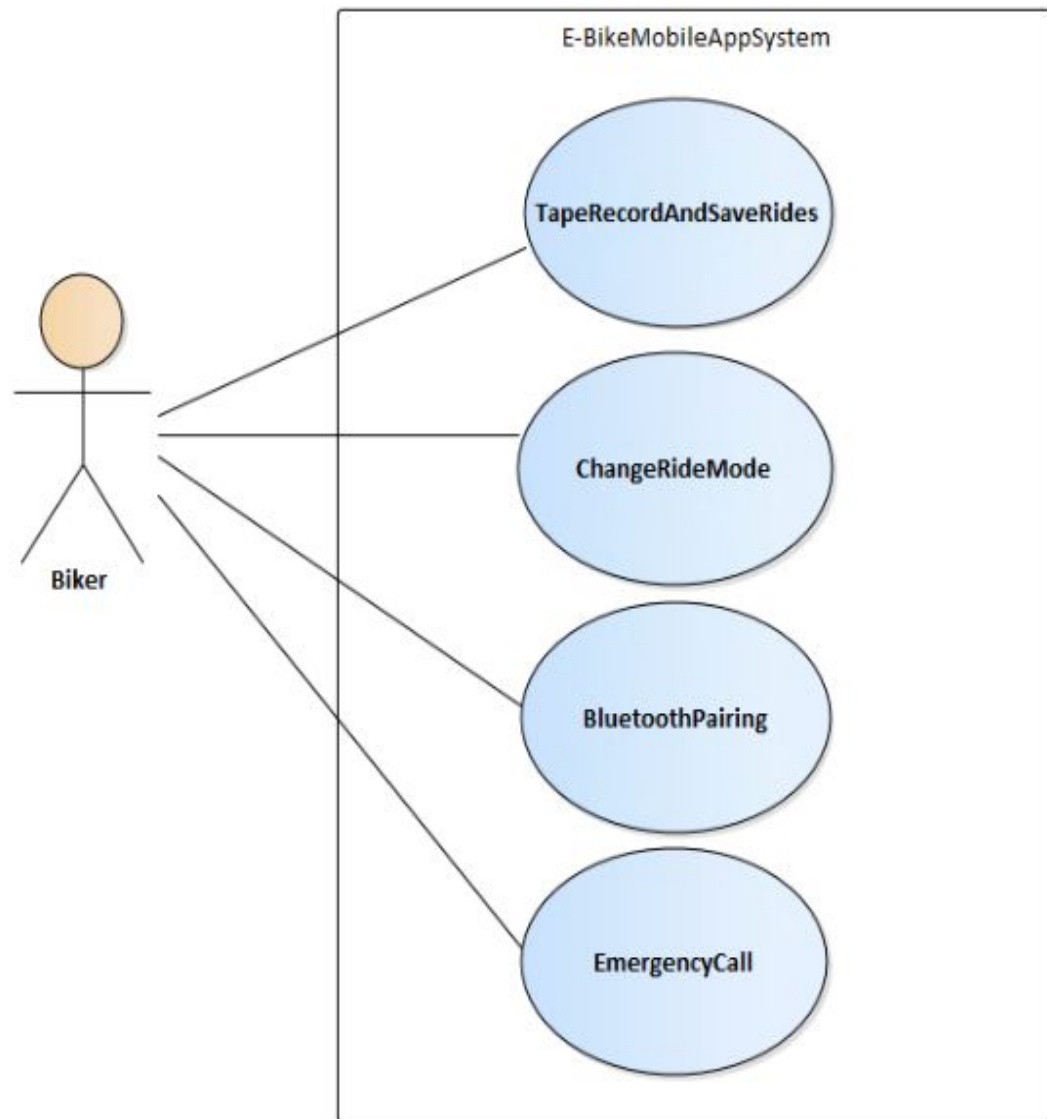 E-BikeMobileAppSystem
TapeRecordAndSaveRides
ChangeRideMode
Biker
BluetoothPairing
EmergencyCall